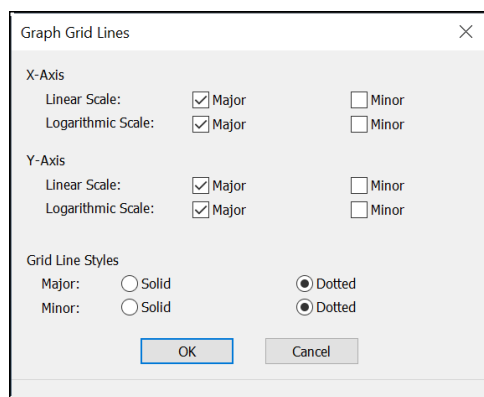 Graph Grid Lines
X-Axis
Linear Scale: Major Minor
Logarithmic Scale: Major Minor
Y-Axis
Linear Scale: Major Minor
Logarithmic Scale: Major Minor
Grid Line Styles
Major: Solid Dotted
Minor: Solid Dotted
OK Cancel